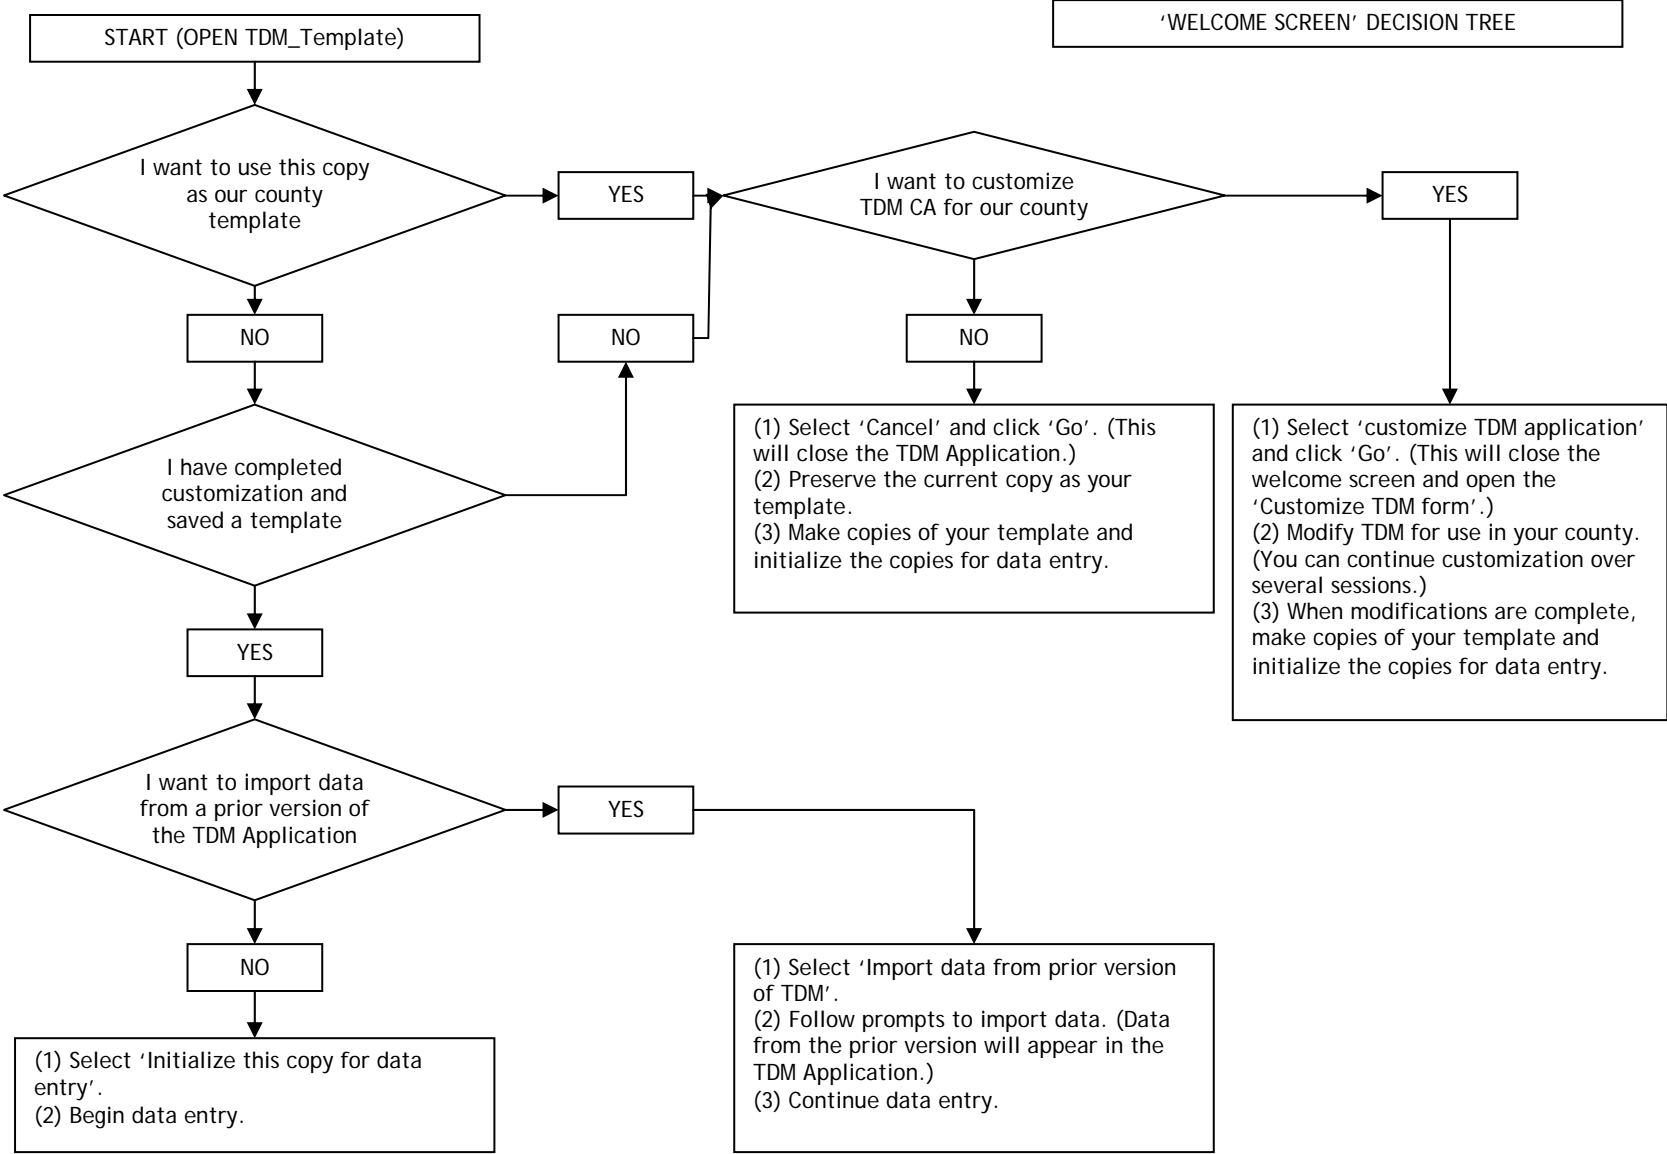 START (OPEN TDM_Template)
‘WELCOME SCREEN’ DECISION TREE
I want to use this copy
as our county
template
YES
I want to customize
TDM CA for our county
YES
NO
NO
NO
I have completed
customization and
saved a template
(1) Select ‘Cancel’ and click ‘Go’. (This
will close the TDM Application.)
(2) Preserve the current copy as your
template.
(3) Make copies of your template and
initialize the copies for data entry.
(1) Select ‘customize TDM application’
and click ‘Go’. (This will close the
welcome screen and open the
‘Customize TDM form’.)
(2) Modify TDM for use in your county.
(You can continue customization over
several sessions.)
(3) When modifications are complete,
make copies of your template and
initialize the copies for data entry.
YES
I want to import data
from a prior version of
the TDM Application
YES
NO
(1) Select ‘Initialize this copy for data
entry’.
(2) Begin data entry.
(1) Select ‘Import data from prior version
of TDM’.
(2) Follow prompts to import data. (Data
from the prior version will appear in the
TDM Application.)
(3) Continue data entry.